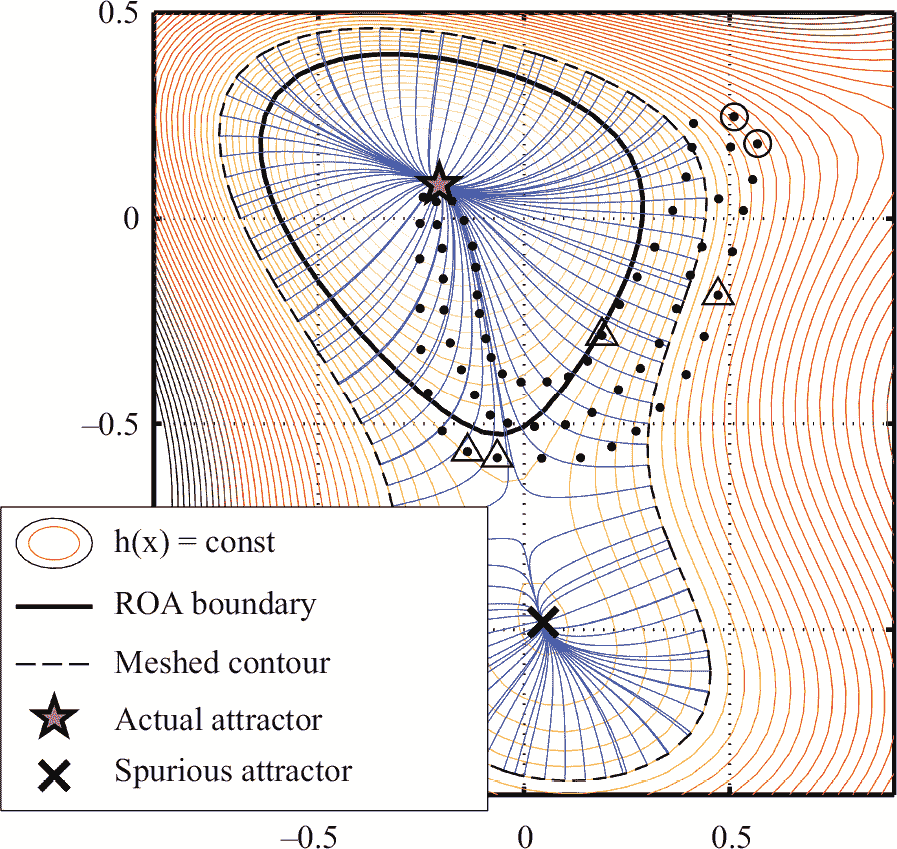 0.5
0
–0.5
h(x) = const
ROA boundary
Meshed contour
Actual attractor
Spurious attractor
–0.5 0 0.5